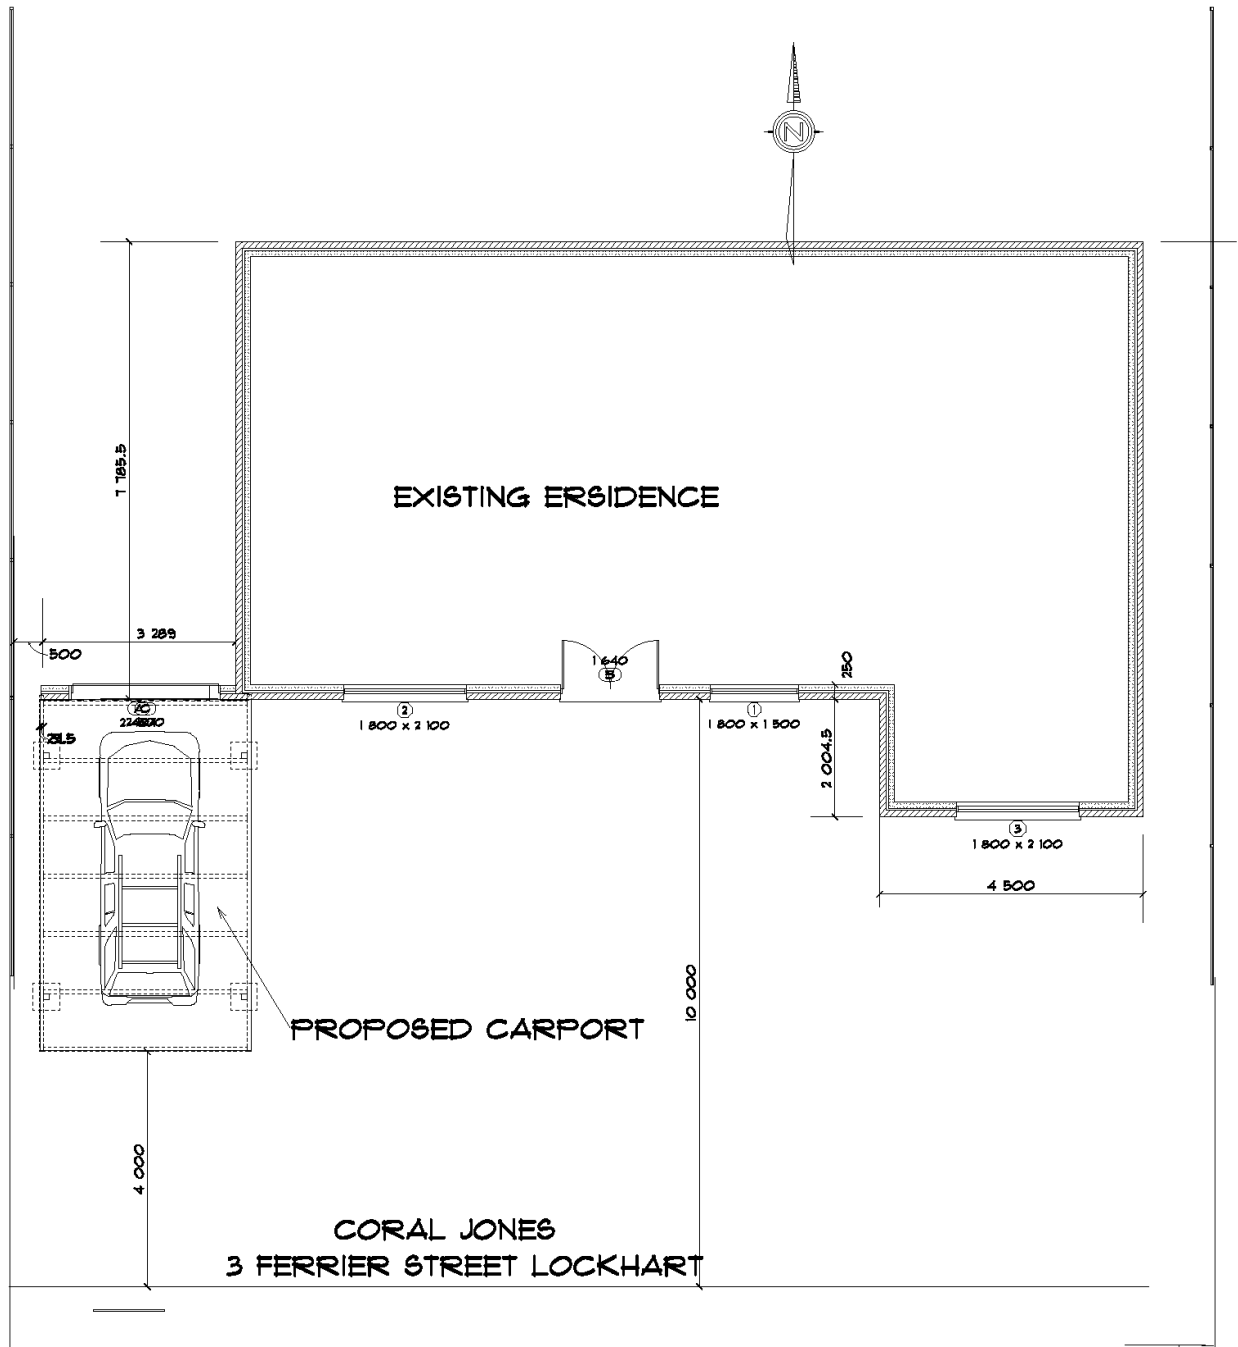 N
7 785.5
EXISTING ERSIDENCE
3 289
500
1 640
5
250
2
1 800 x 2 100
1
1 800 x 1 500
2 004.5
3
1 800 x 2 100
4 500
10 000
PROPOSED CARPORT
4 000
CORAL JONES
3 FERRIER STREET LOCKHART